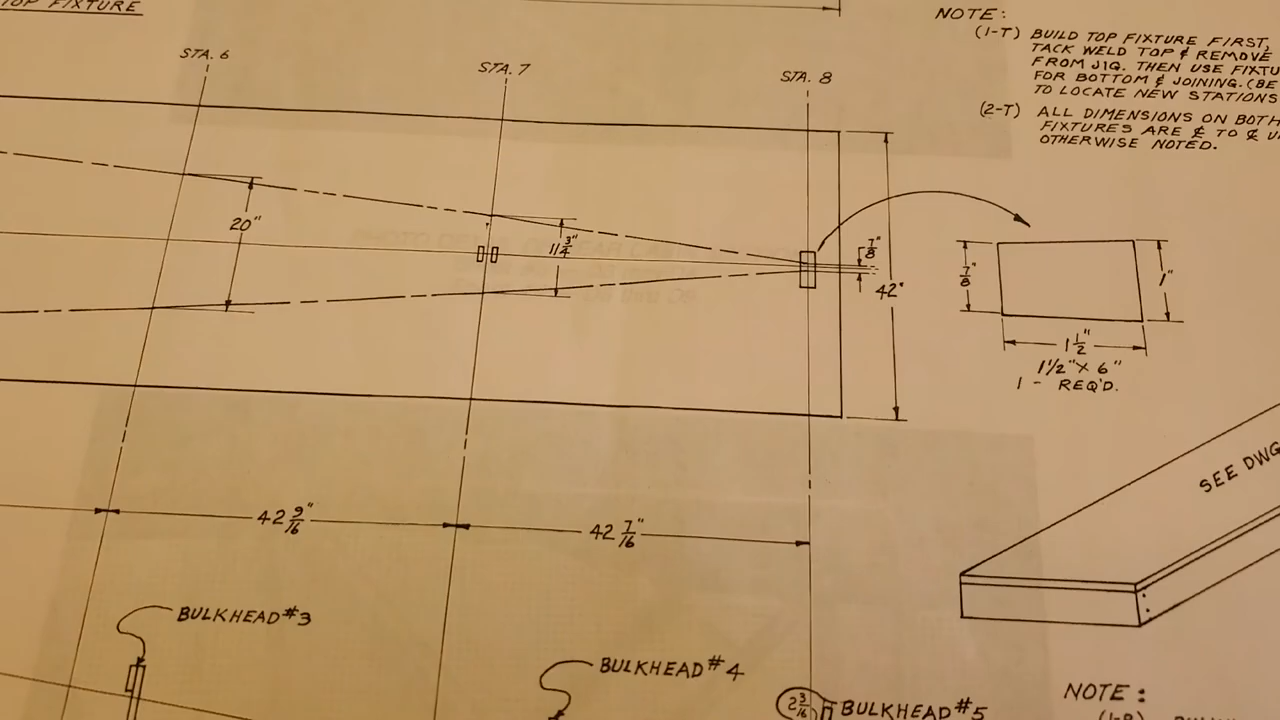 TOP FIXTURE
STA. 6
STA. 7
STA. 8
NOTE:
(1-T) BUILD TOP FIXTURE FIRST,
TACK WELD TOP & REMOVE
FROM JIG. THEN USE FIXTU
FOR BOTTOM & JOINING. (BE
TO LOCATE NEW STATIONS
(2-T) ALL DIMENSIONS ON BOTH
FIXTURES ARE ℄ TO ℄ U
OTHERWISE NOTED.
20"
11 3/4"
7/8"
42"
7/8"
1"
1 1/2"
1 1/2" X 6"
1 - REQ'D.
SEE DWG
42 9/16"
42 7/16"
BULKHEAD #3
BULKHEAD #4
2 3/16
BULKHEAD #5
NOTE: